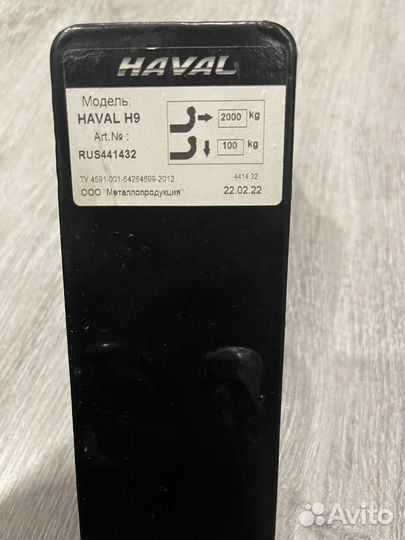 HAVAL
Модель:
HAVAL H9
Art.№ :
RUS441432
2000 kg
100 kg
ТУ 4591-001-64264699-2012
4414.32
ООО "Металлопродукция"
22.02.22
Avito